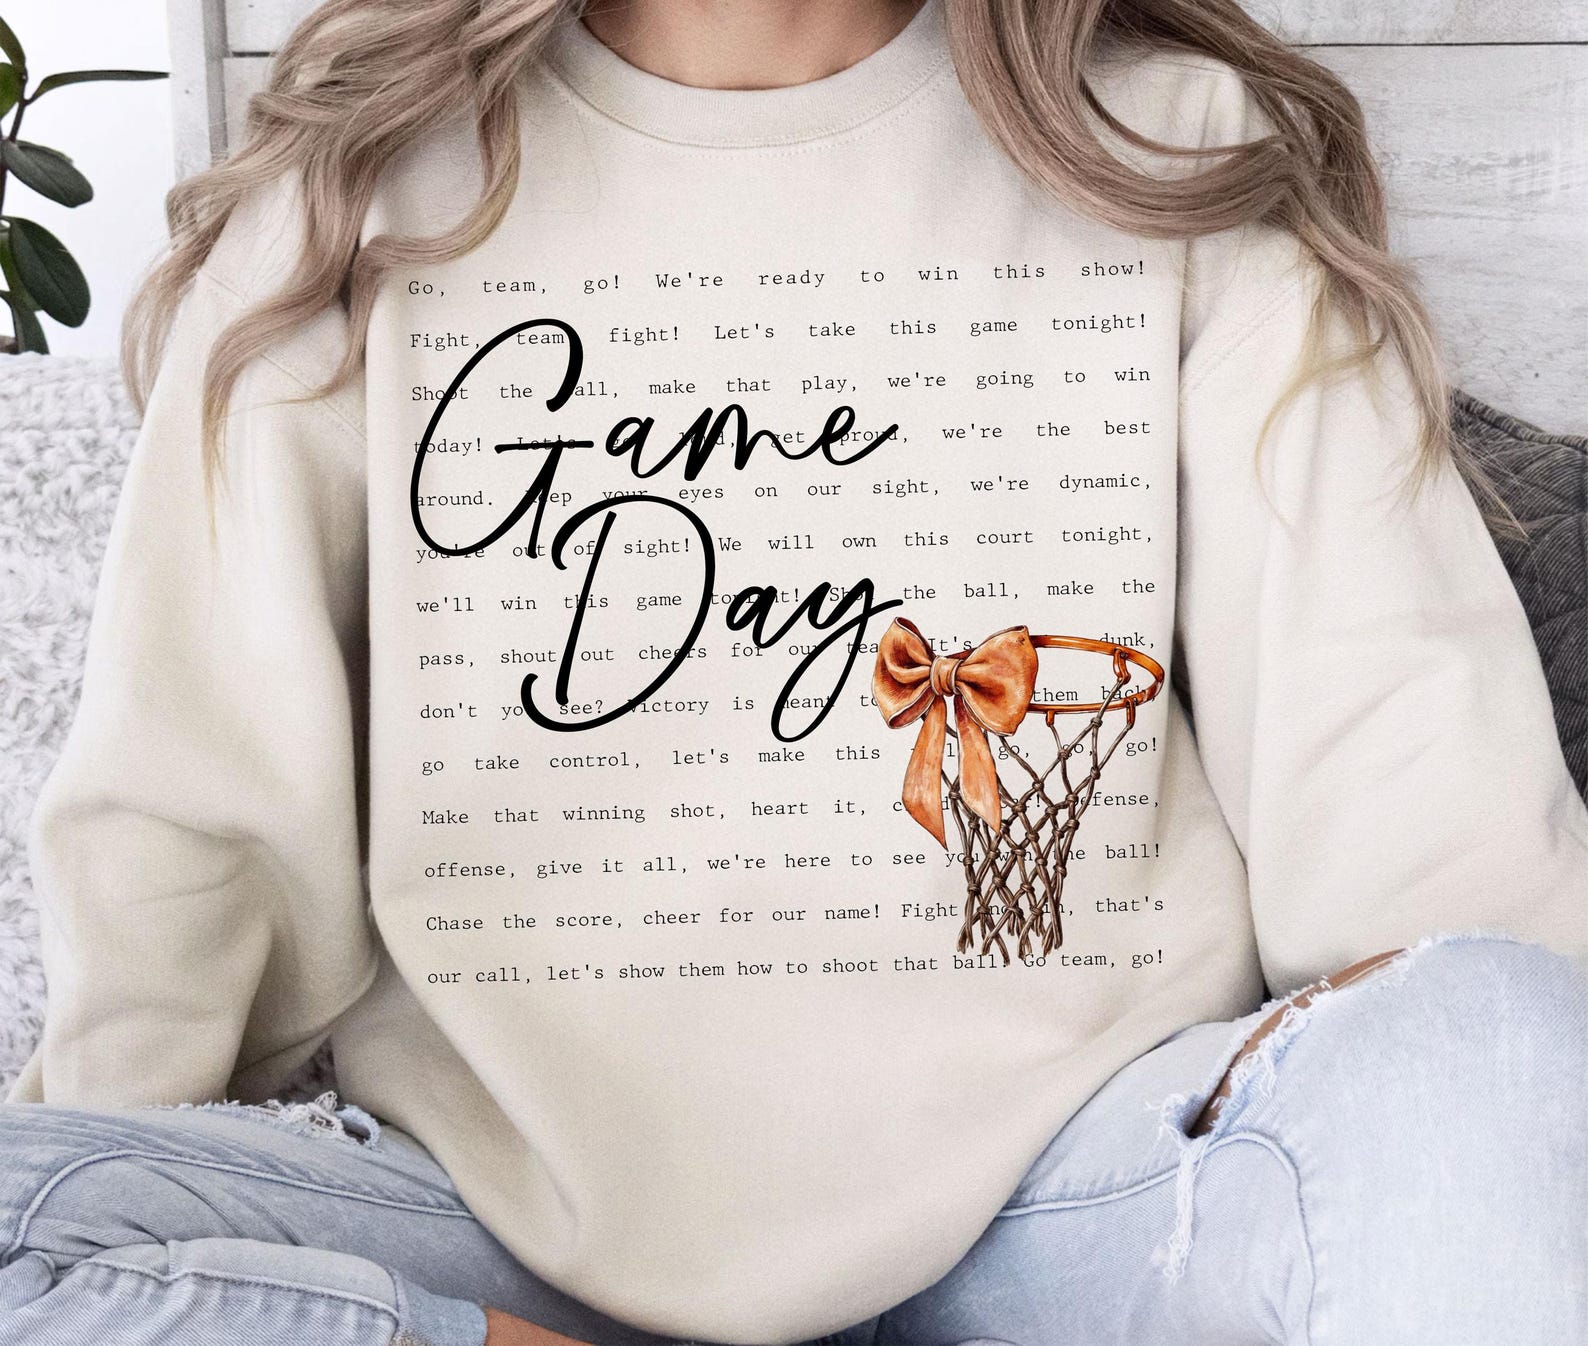 Go, team, go! We're ready to win this show!
Fight, team fight! Let's take this game tonight!
Shoot the ball, make that play, we're going to win
today! Let's get proud, we're the best
around. Keep your eyes on our sight, we're dynamic,
you're out of sight! We will own this court tonight,
we'll win this game tonight! Shoot the ball, make the
pass, shout out cheers for our team It's dunk,
don't you see? Victory is meant to them back,
go take control, let's make this go, go, go!
Make that winning shot, heart it, Defense,
offense, give it all, we're here to see you win the ball!
Chase the score, cheer for our name! Fight that's
our call, let's show them how to shoot that ball! Go team, go!
Game
Day